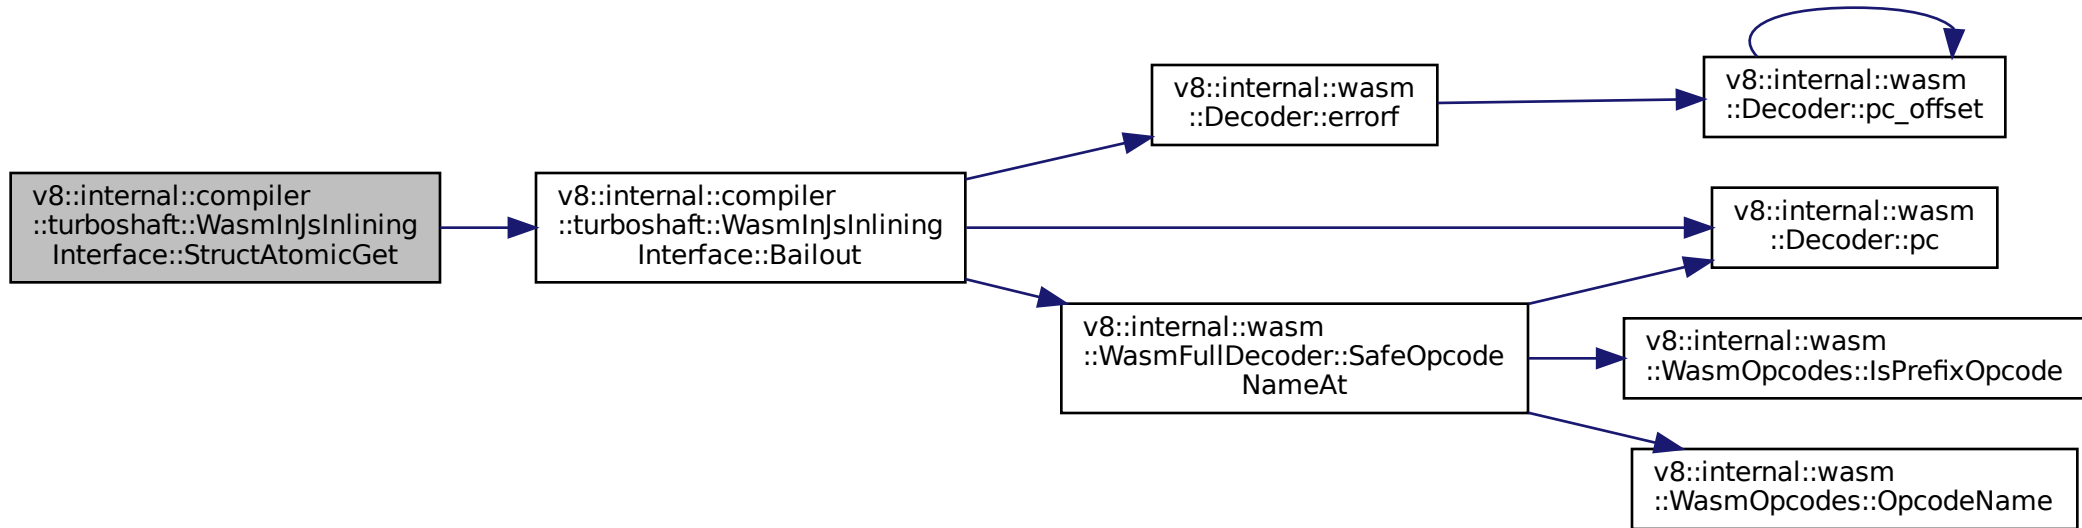 v8::internal::compiler
::turboshaft::WasmInJsInlining
Interface::StructAtomicGet
v8::internal::compiler
::turboshaft::WasmInJsInlining
Interface::Bailout
v8::internal::wasm
::Decoder::errorf
v8::internal::wasm
::Decoder::pc_offset
v8::internal::wasm
::Decoder::pc
v8::internal::wasm
::WasmFullDecoder::SafeOpcode
NameAt
v8::internal::wasm
::WasmOpcodes::IsPrefixOpcode
v8::internal::wasm
::WasmOpcodes::OpcodeName